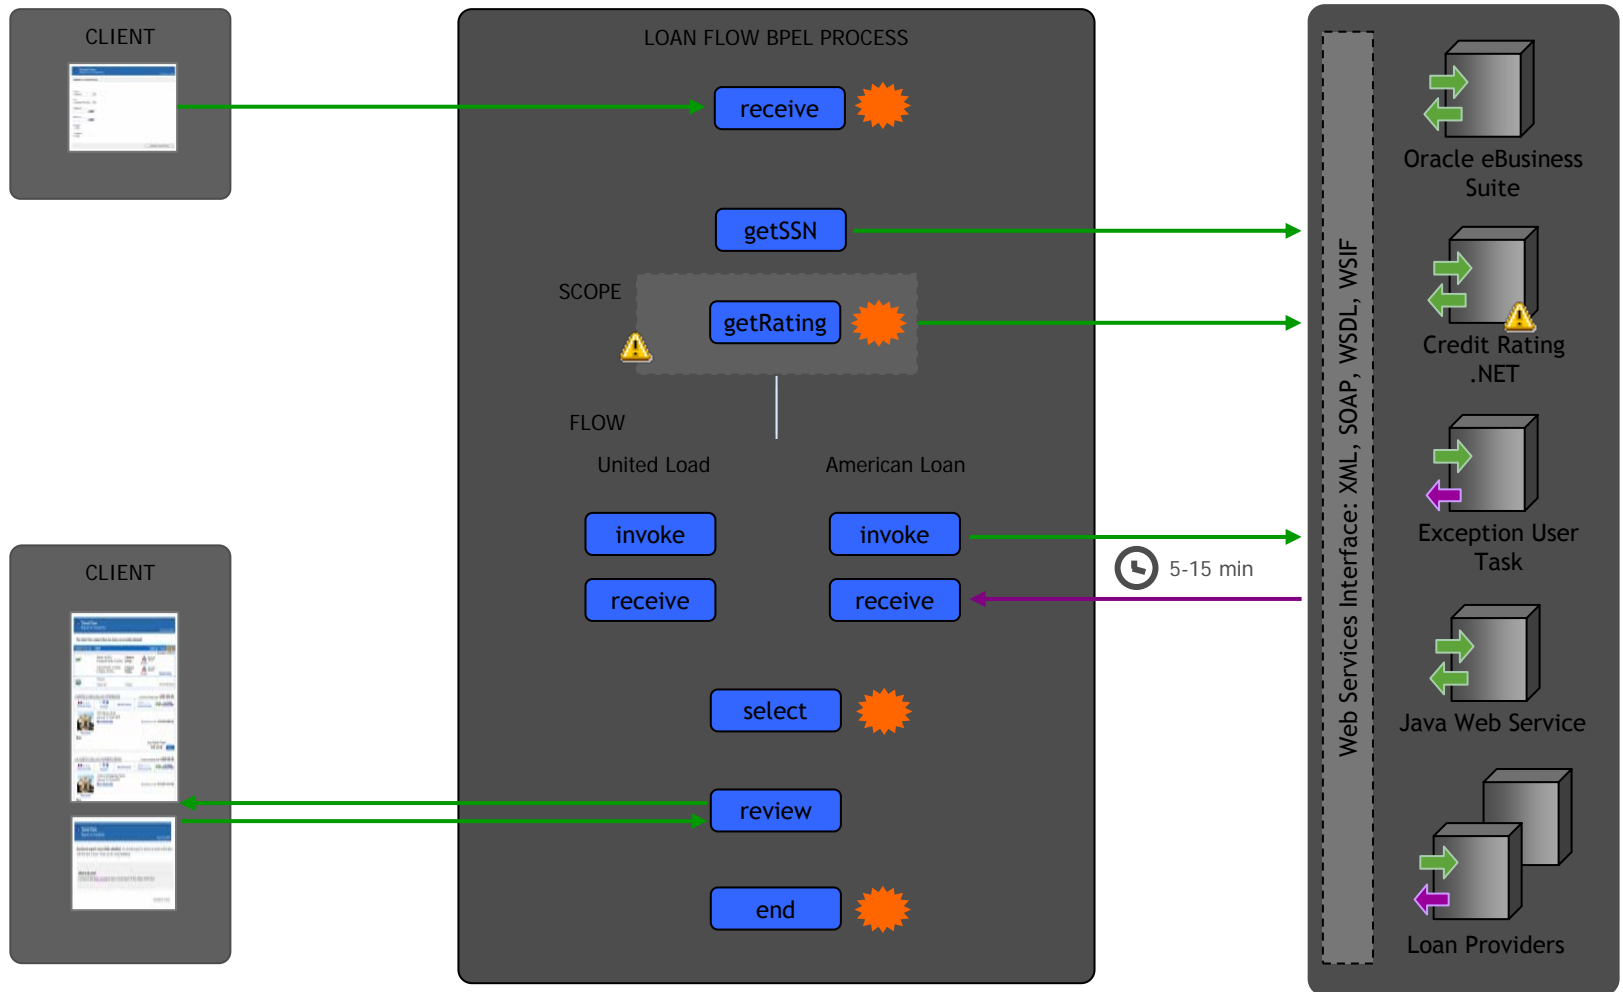 CLIENT
LOAN FLOW BPEL PROCESS
receive
getSSN
SCOPE
getRating
FLOW
United Load
American Loan
invoke
invoke
5-15 min
receive
receive
CLIENT
select
review
end
Web Services Interface: XML, SOAP, WSDL, WSIF
Oracle eBusiness
Suite
Credit Rating
.NET
Exception User
Task
Java Web Service
Loan Providers